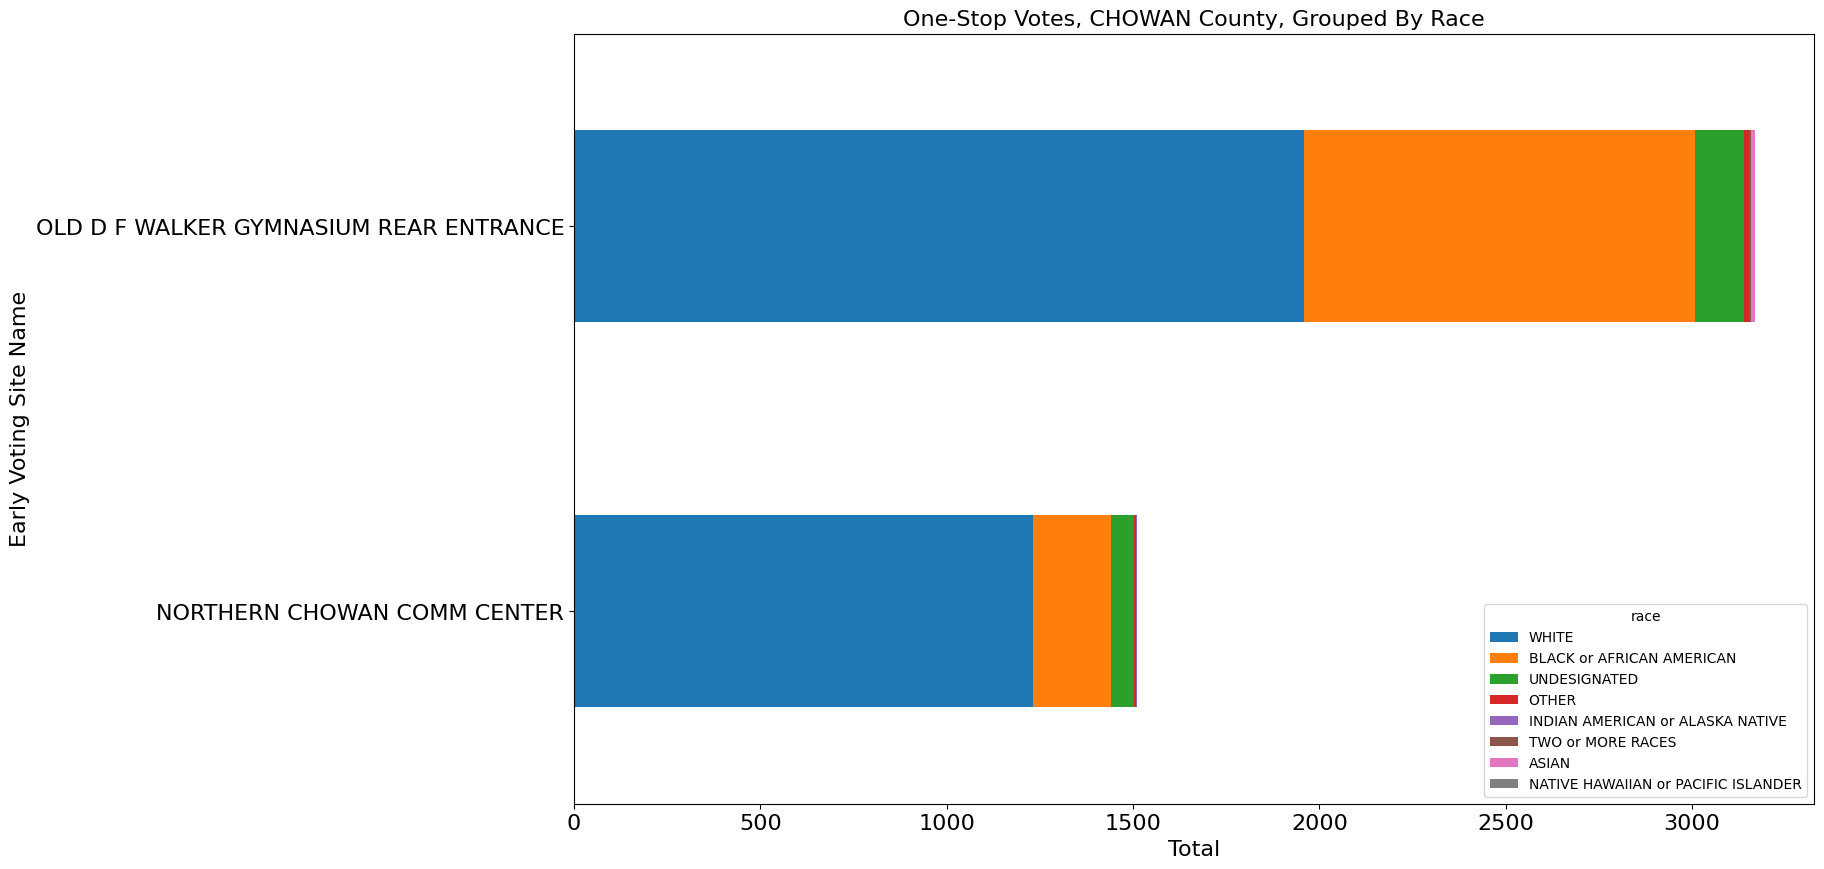 One-Stop Votes, CHOWAN County, Grouped By Race
Early Voting Site Name
OLD D F WALKER GYMNASIUM REAR ENTRANCE
NORTHERN CHOWAN COMM CENTER
race
WHITE
BLACK or AFRICAN AMERICAN
UNDESIGNATED
OTHER
INDIAN AMERICAN or ALASKA NATIVE
TWO or MORE RACES
ASIAN
NATIVE HAWAIIAN or PACIFIC ISLANDER
0 500 1000 1500 2000 2500 3000
Total